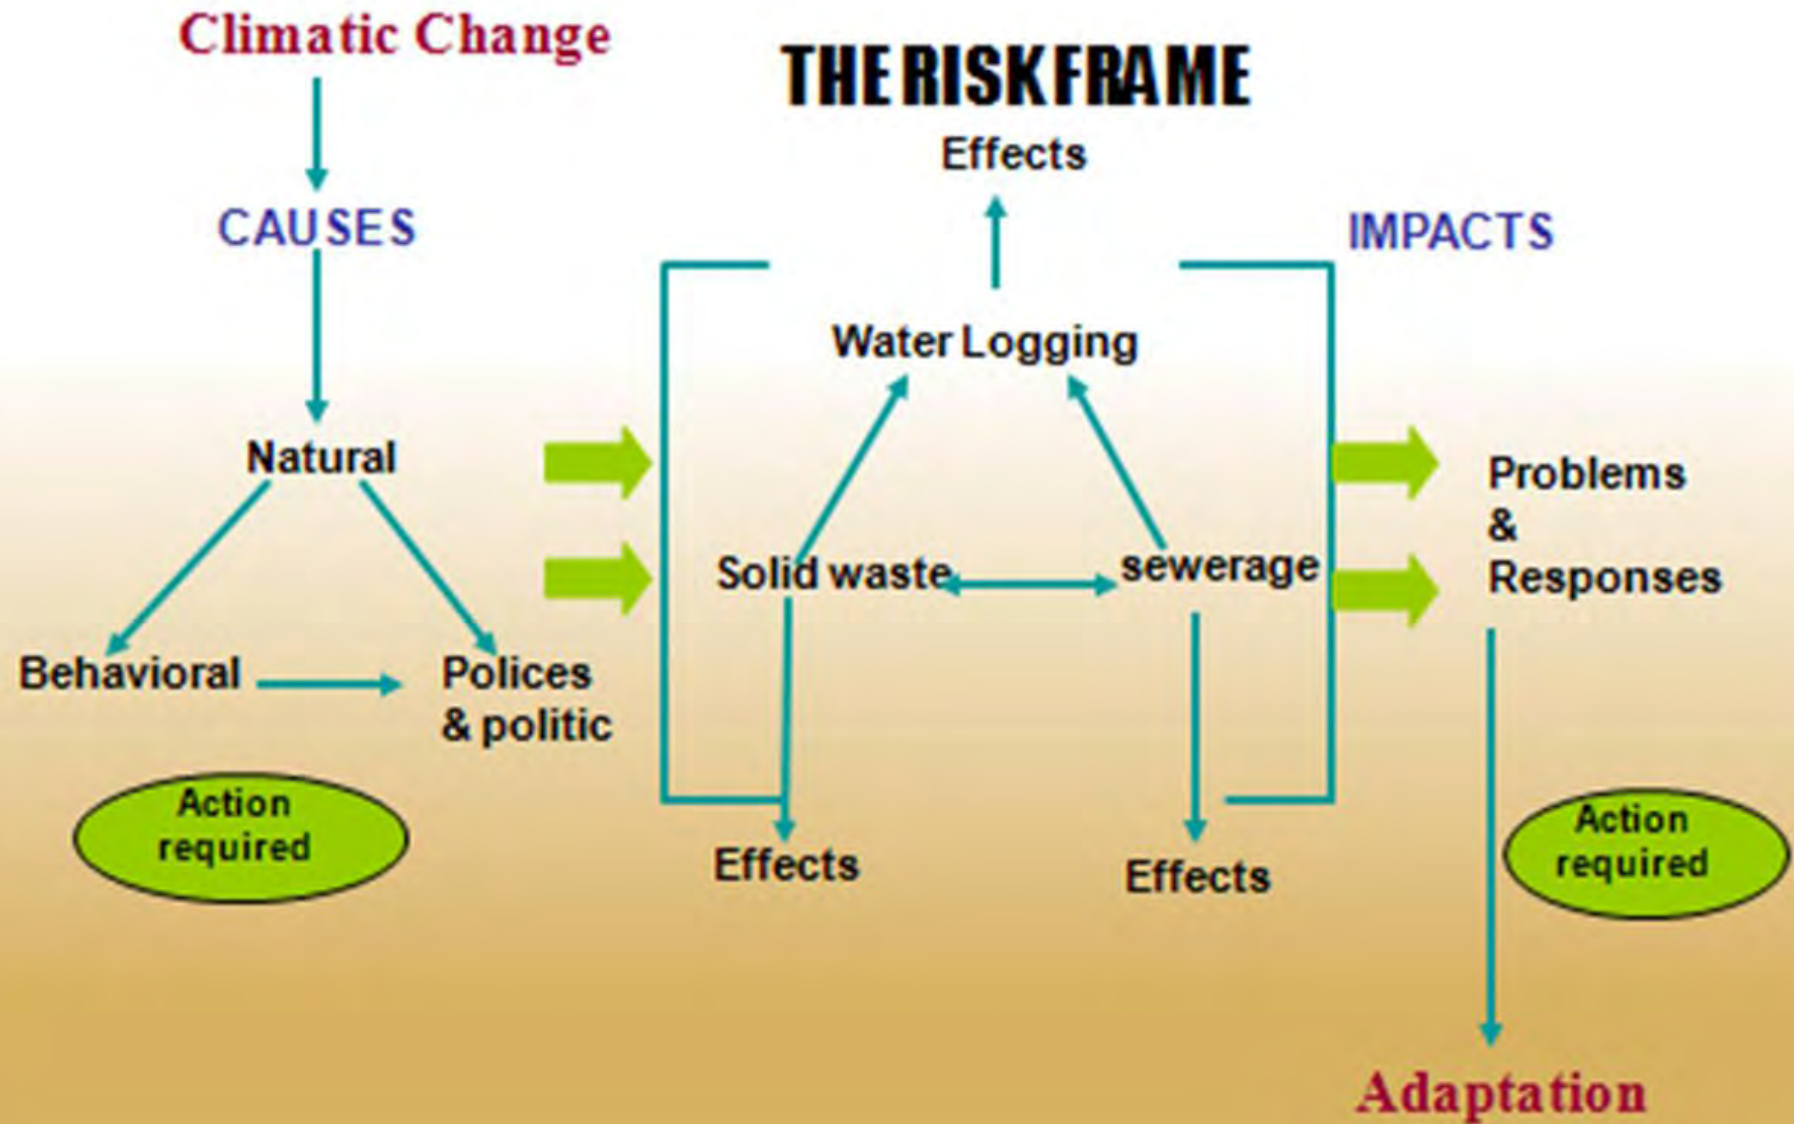 Climatic Change
THE RISK FRAME
Effects
CAUSES
IMPACTS
Water Logging
Natural
Problems
&
Responses
Solid waste
sewerage
Behavioral
Polices
& politic
Action
required
Action
required
Effects
Effects
Adaptation